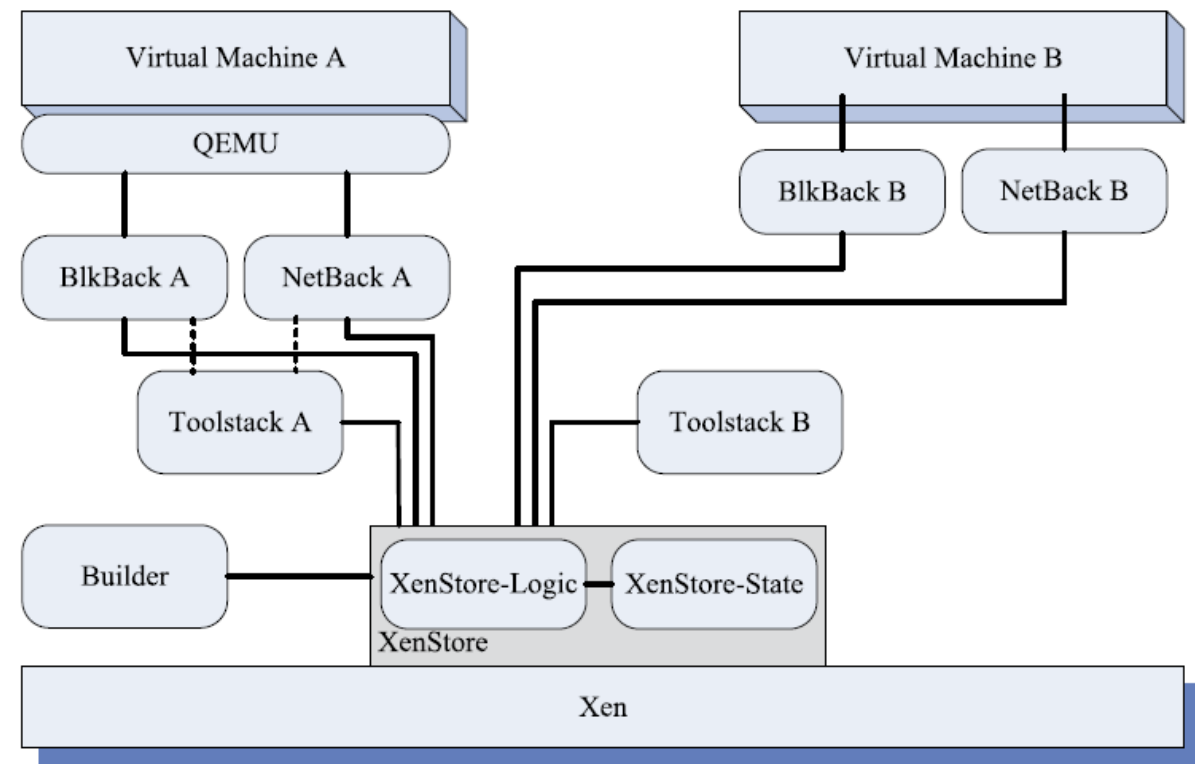 Virtual Machine A
Virtual Machine B
QEMU
BlkBack B
NetBack B
BlkBack A
NetBack A
Toolstack A
Toolstack B
Builder
XenStore-Logic
XenStore-State
XenStore
Xen